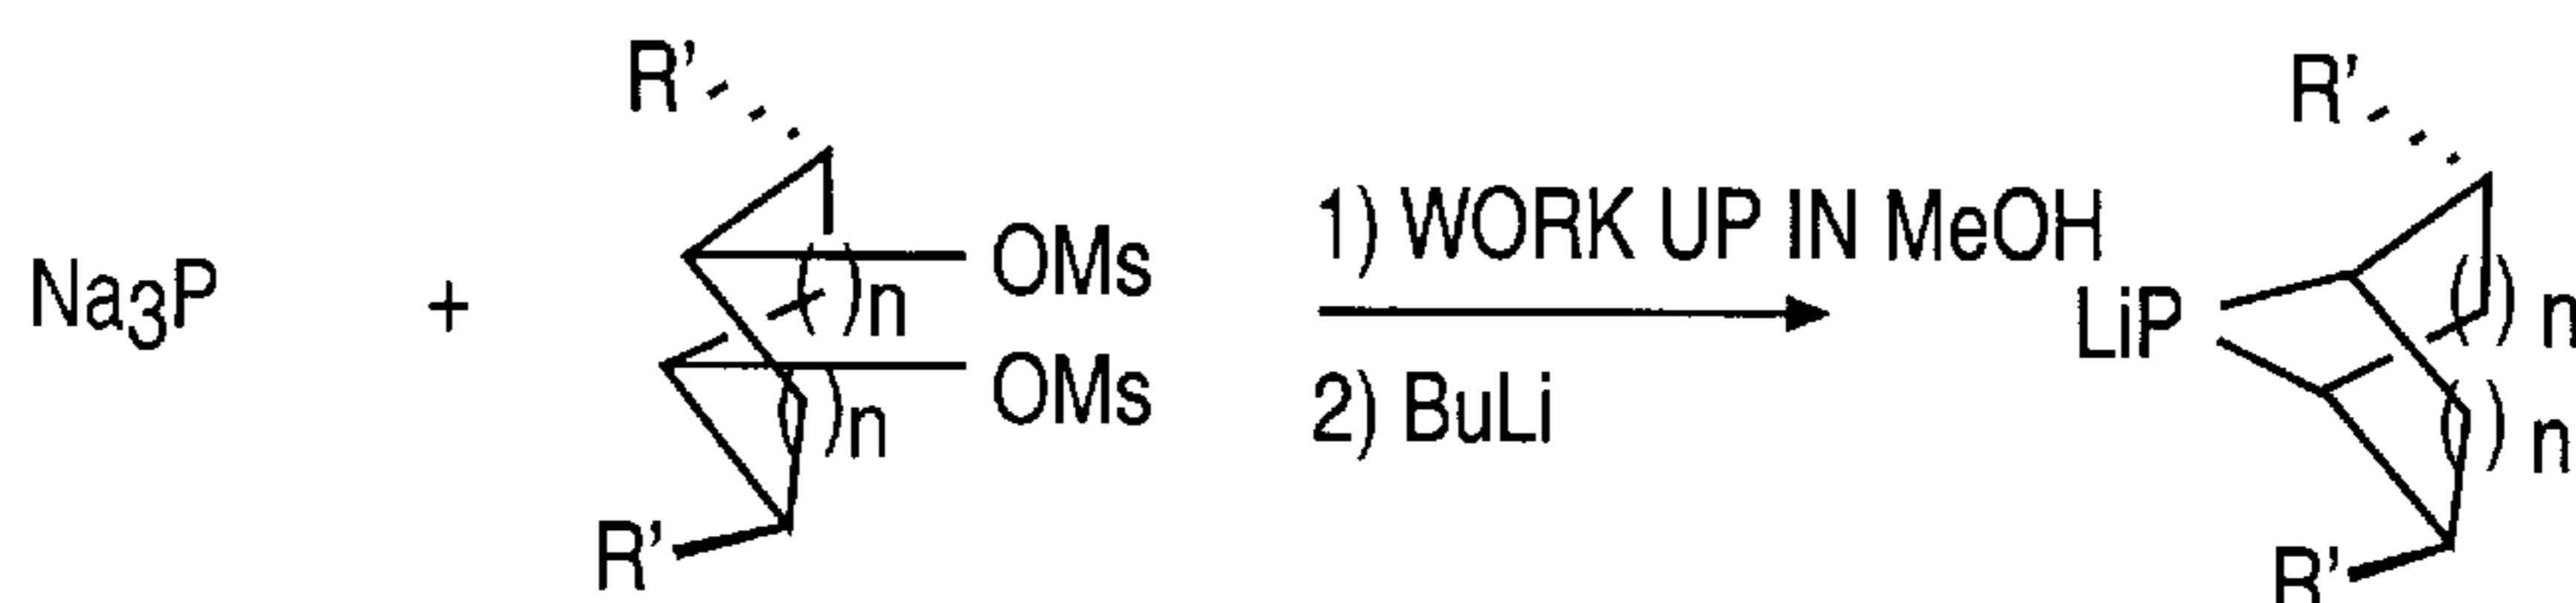 R'
R'
1) WORK UP IN MeOH
OMs
Na3P + ( )n
LiP ( )n
OMs
2) BuLi
( )n
( )n
R'
R'